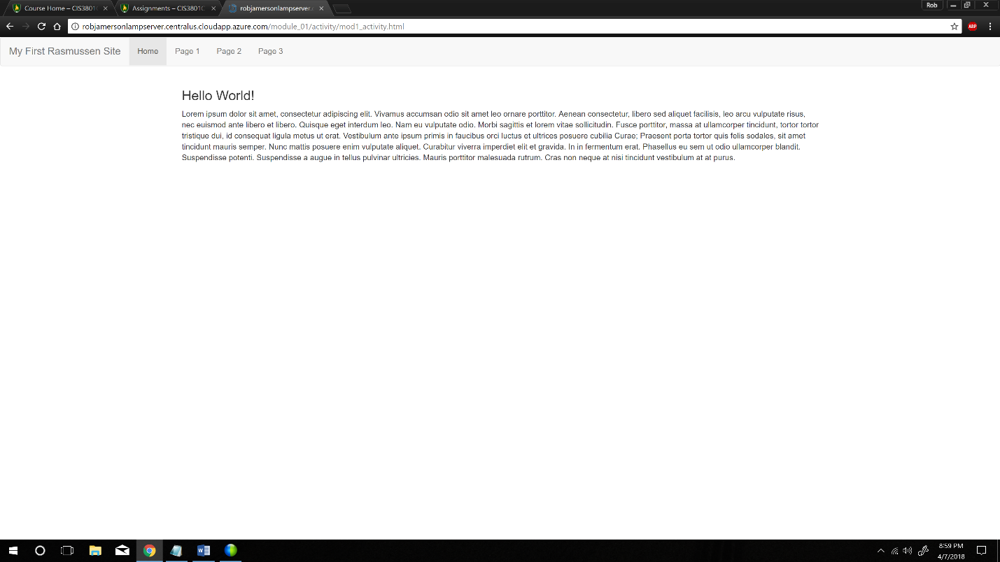 Course Home – CIS3801C
Assignments – CIS3801C
robjamersonlampserver.c
Rob
robjamersonlampserver.centralus.cloudapp.azure.com/module_01/activity/mod1_activity.html
ABP
My First Rasmussen Site Home Page 1 Page 2 Page 3
Hello World!
Lorem ipsum dolor sit amet, consectetur adipiscing elit. Vivamus accumsan odio sit amet leo ornare porttitor. Aenean consectetur, libero sed aliquet facilisis, leo arcu vulputate risus,
nec euismod ante libero et libero. Quisque eget interdum leo. Nam eu vulputate odio. Morbi sagittis et lorem vitae sollicitudin. Fusce porttitor, massa at ullamcorper tincidunt, tortor tortor
tristique dui, id consequat ligula metus ut erat. Vestibulum ante ipsum primis in faucibus orci luctus et ultrices posuere cubilia Curae; Praesent porta tortor quis felis sodales, sit amet
tincidunt mauris semper. Nunc mattis posuere enim vulputate aliquet. Curabitur viverra imperdiet elit et gravida. In in fermentum erat. Phasellus eu sem ut odio ullamcorper blandit.
Suspendisse potenti. Suspendisse a augue in tellus pulvinar ultricies. Mauris porttitor malesuada rutrum. Cras non neque at nisi tincidunt vestibulum at at purus.
8:59 PM
4/7/2018